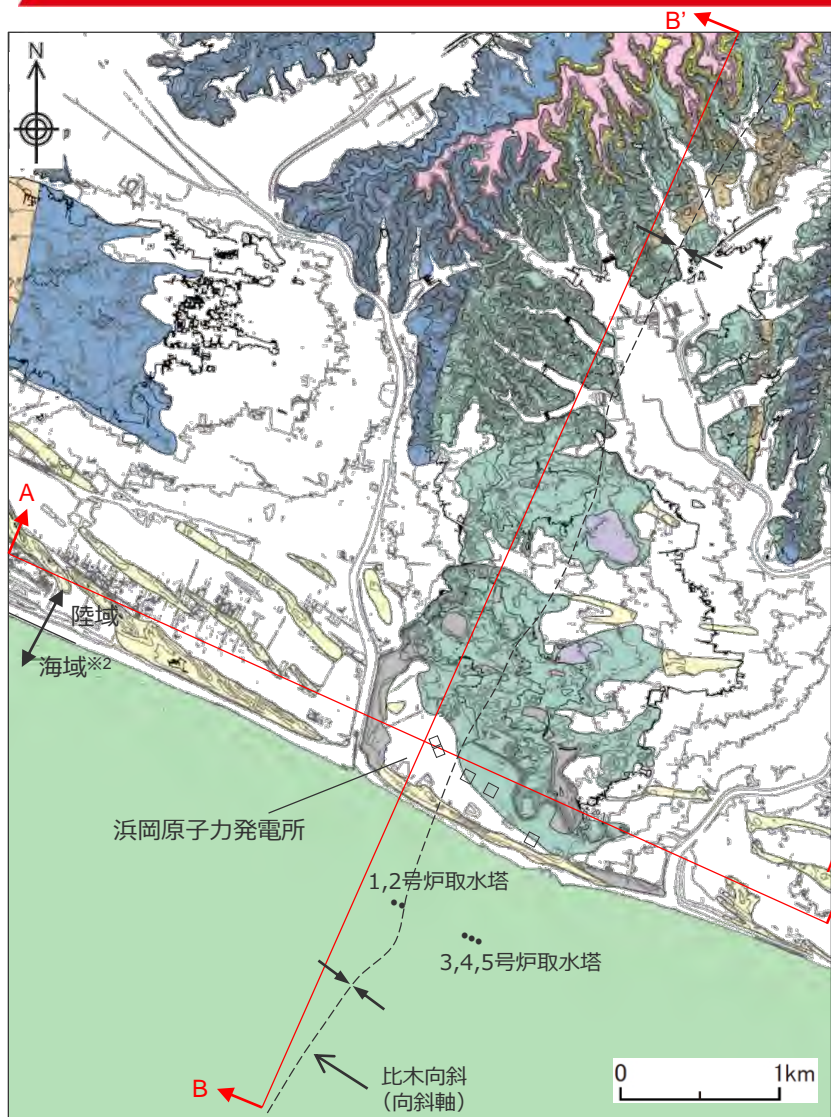 B’
N
A
陸域
海域※2
浜岡原子力発電所
1,2号炉取水塔
3,4,5号炉取水塔
B
比木向斜
(向斜軸)
0 1km